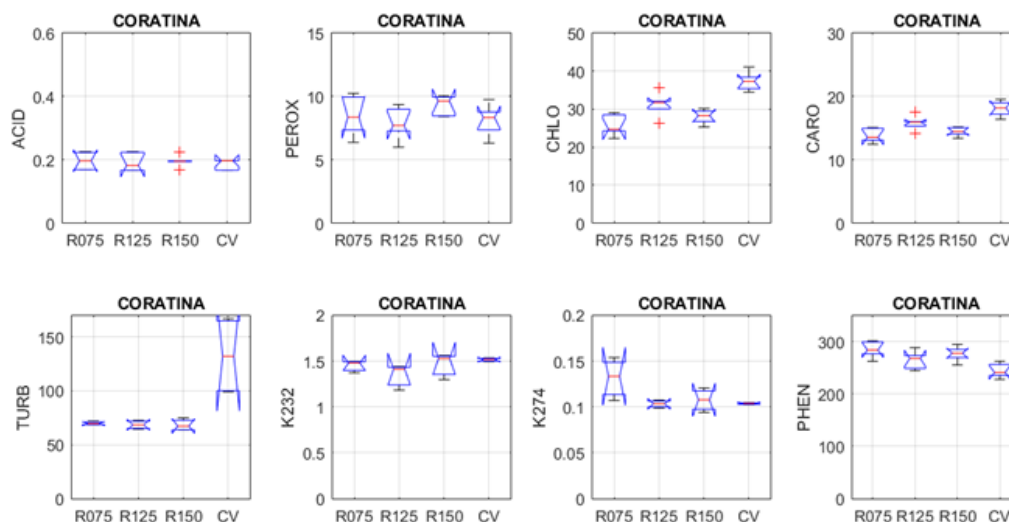 CORATINA
ACID
0.6
0.4
0.2
0
R075 R125 R150 CV
CORATINA
PEROX
15
10
5
0
R075 R125 R150 CV
CORATINA
CHLO
50
40
30
20
10
0
R075 R125 R150 CV
CORATINA
CARO
30
20
10
0
R075 R125 R150 CV
CORATINA
TURB
150
100
50
0
R075 R125 R150 CV
CORATINA
K232
2
1.5
1
0.5
0
R075 R125 R150 CV
CORATINA
K274
0.2
0.15
0.1
0.05
0
R075 R125 R150 CV
CORATINA
PHEN
300
200
150
0
R075 R125 R150 CV